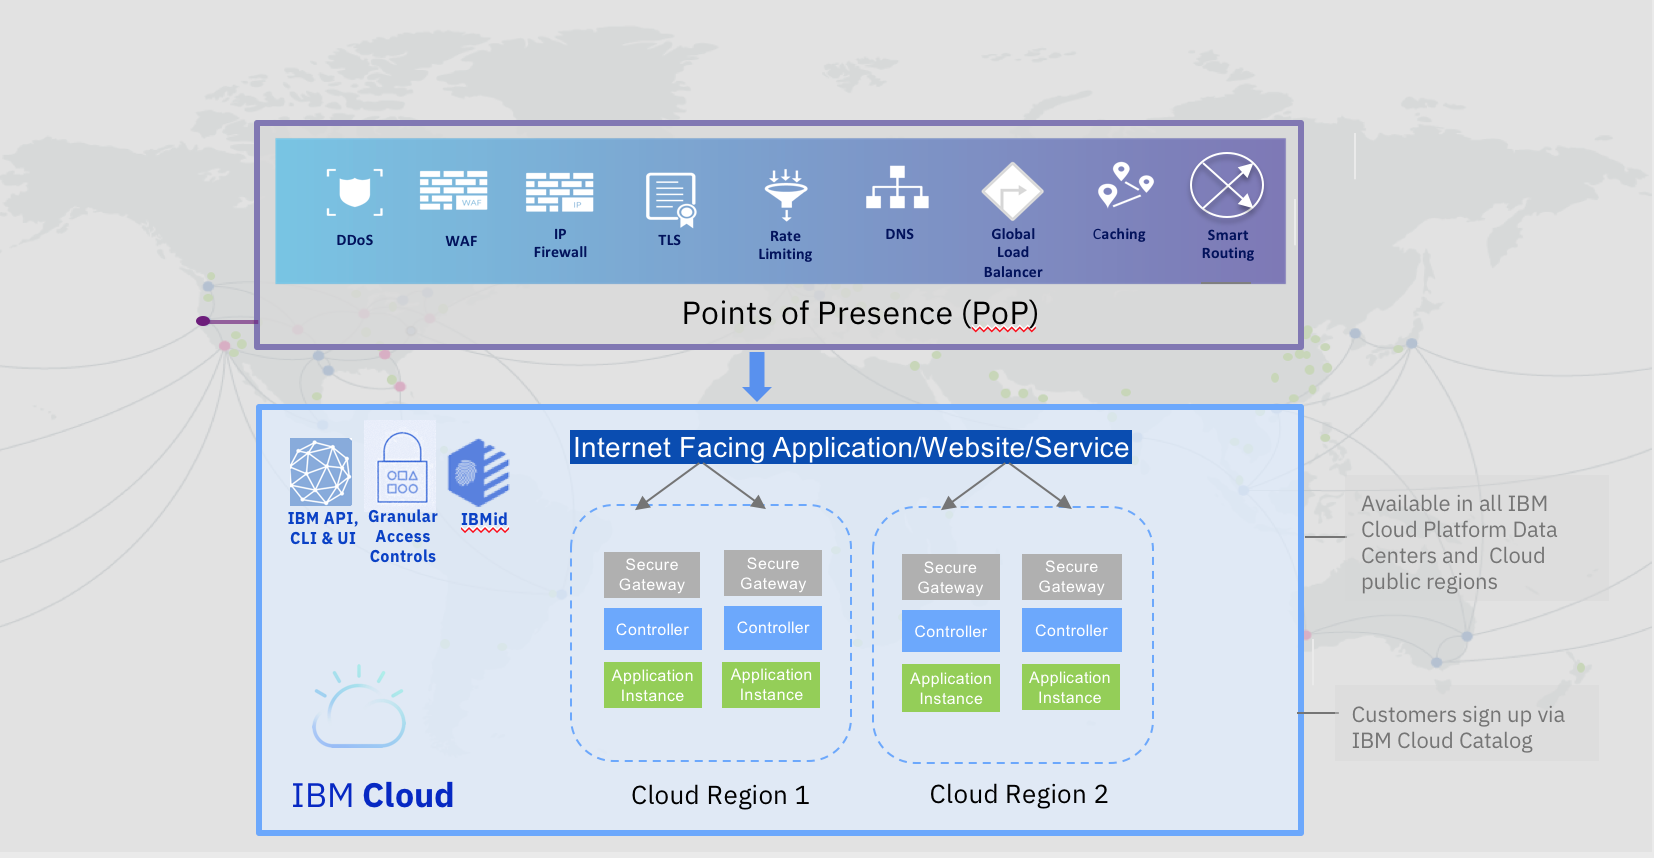 WAF
IP
DDoS
WAF
IP
Firewall
TLS
Rate
Limiting
DNS
Global
Load
Balancer
Caching
Smart
Routing
Points of Presence (PoP)
Internet Facing Application/Website/Service
IBM API,
CLI & UI
Granular
Access
Controls
IBMid
Secure
Gateway
Secure
Gateway
Controller
Controller
Application
Instance
Application
Instance
Cloud Region 1
Secure
Gateway
Secure
Gateway
Controller
Controller
Application
Instance
Application
Instance
Cloud Region 2
IBM Cloud
Available in all IBM
Cloud Platform Data
Centers and Cloud
public regions
Customers sign up via
IBM Cloud Catalog